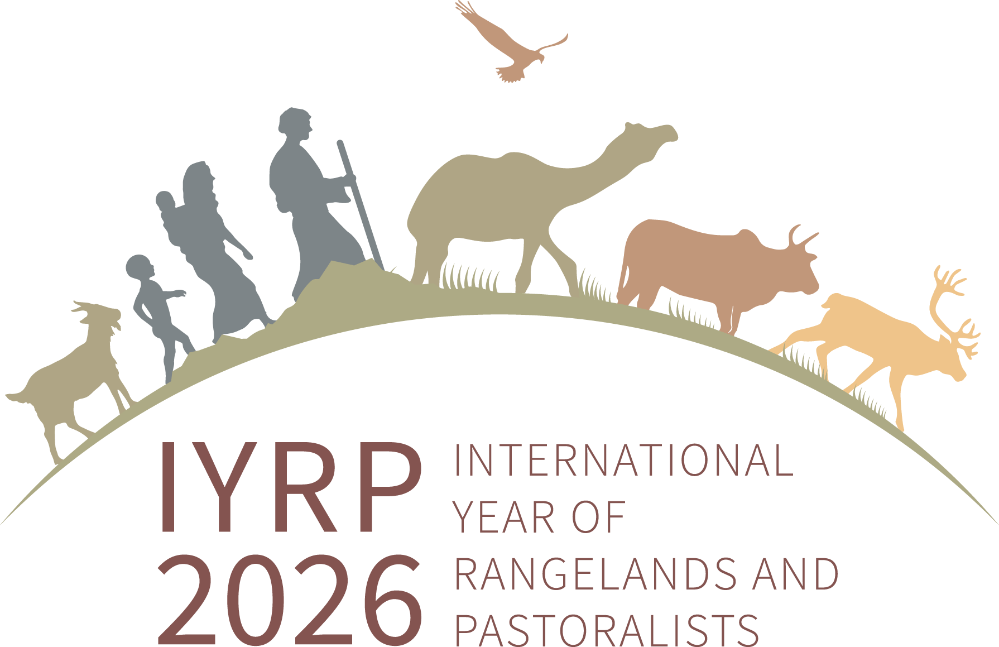 IYRP
2026
INTERNATIONAL
YEAR OF
RANGELANDS AND
PASTORALISTS